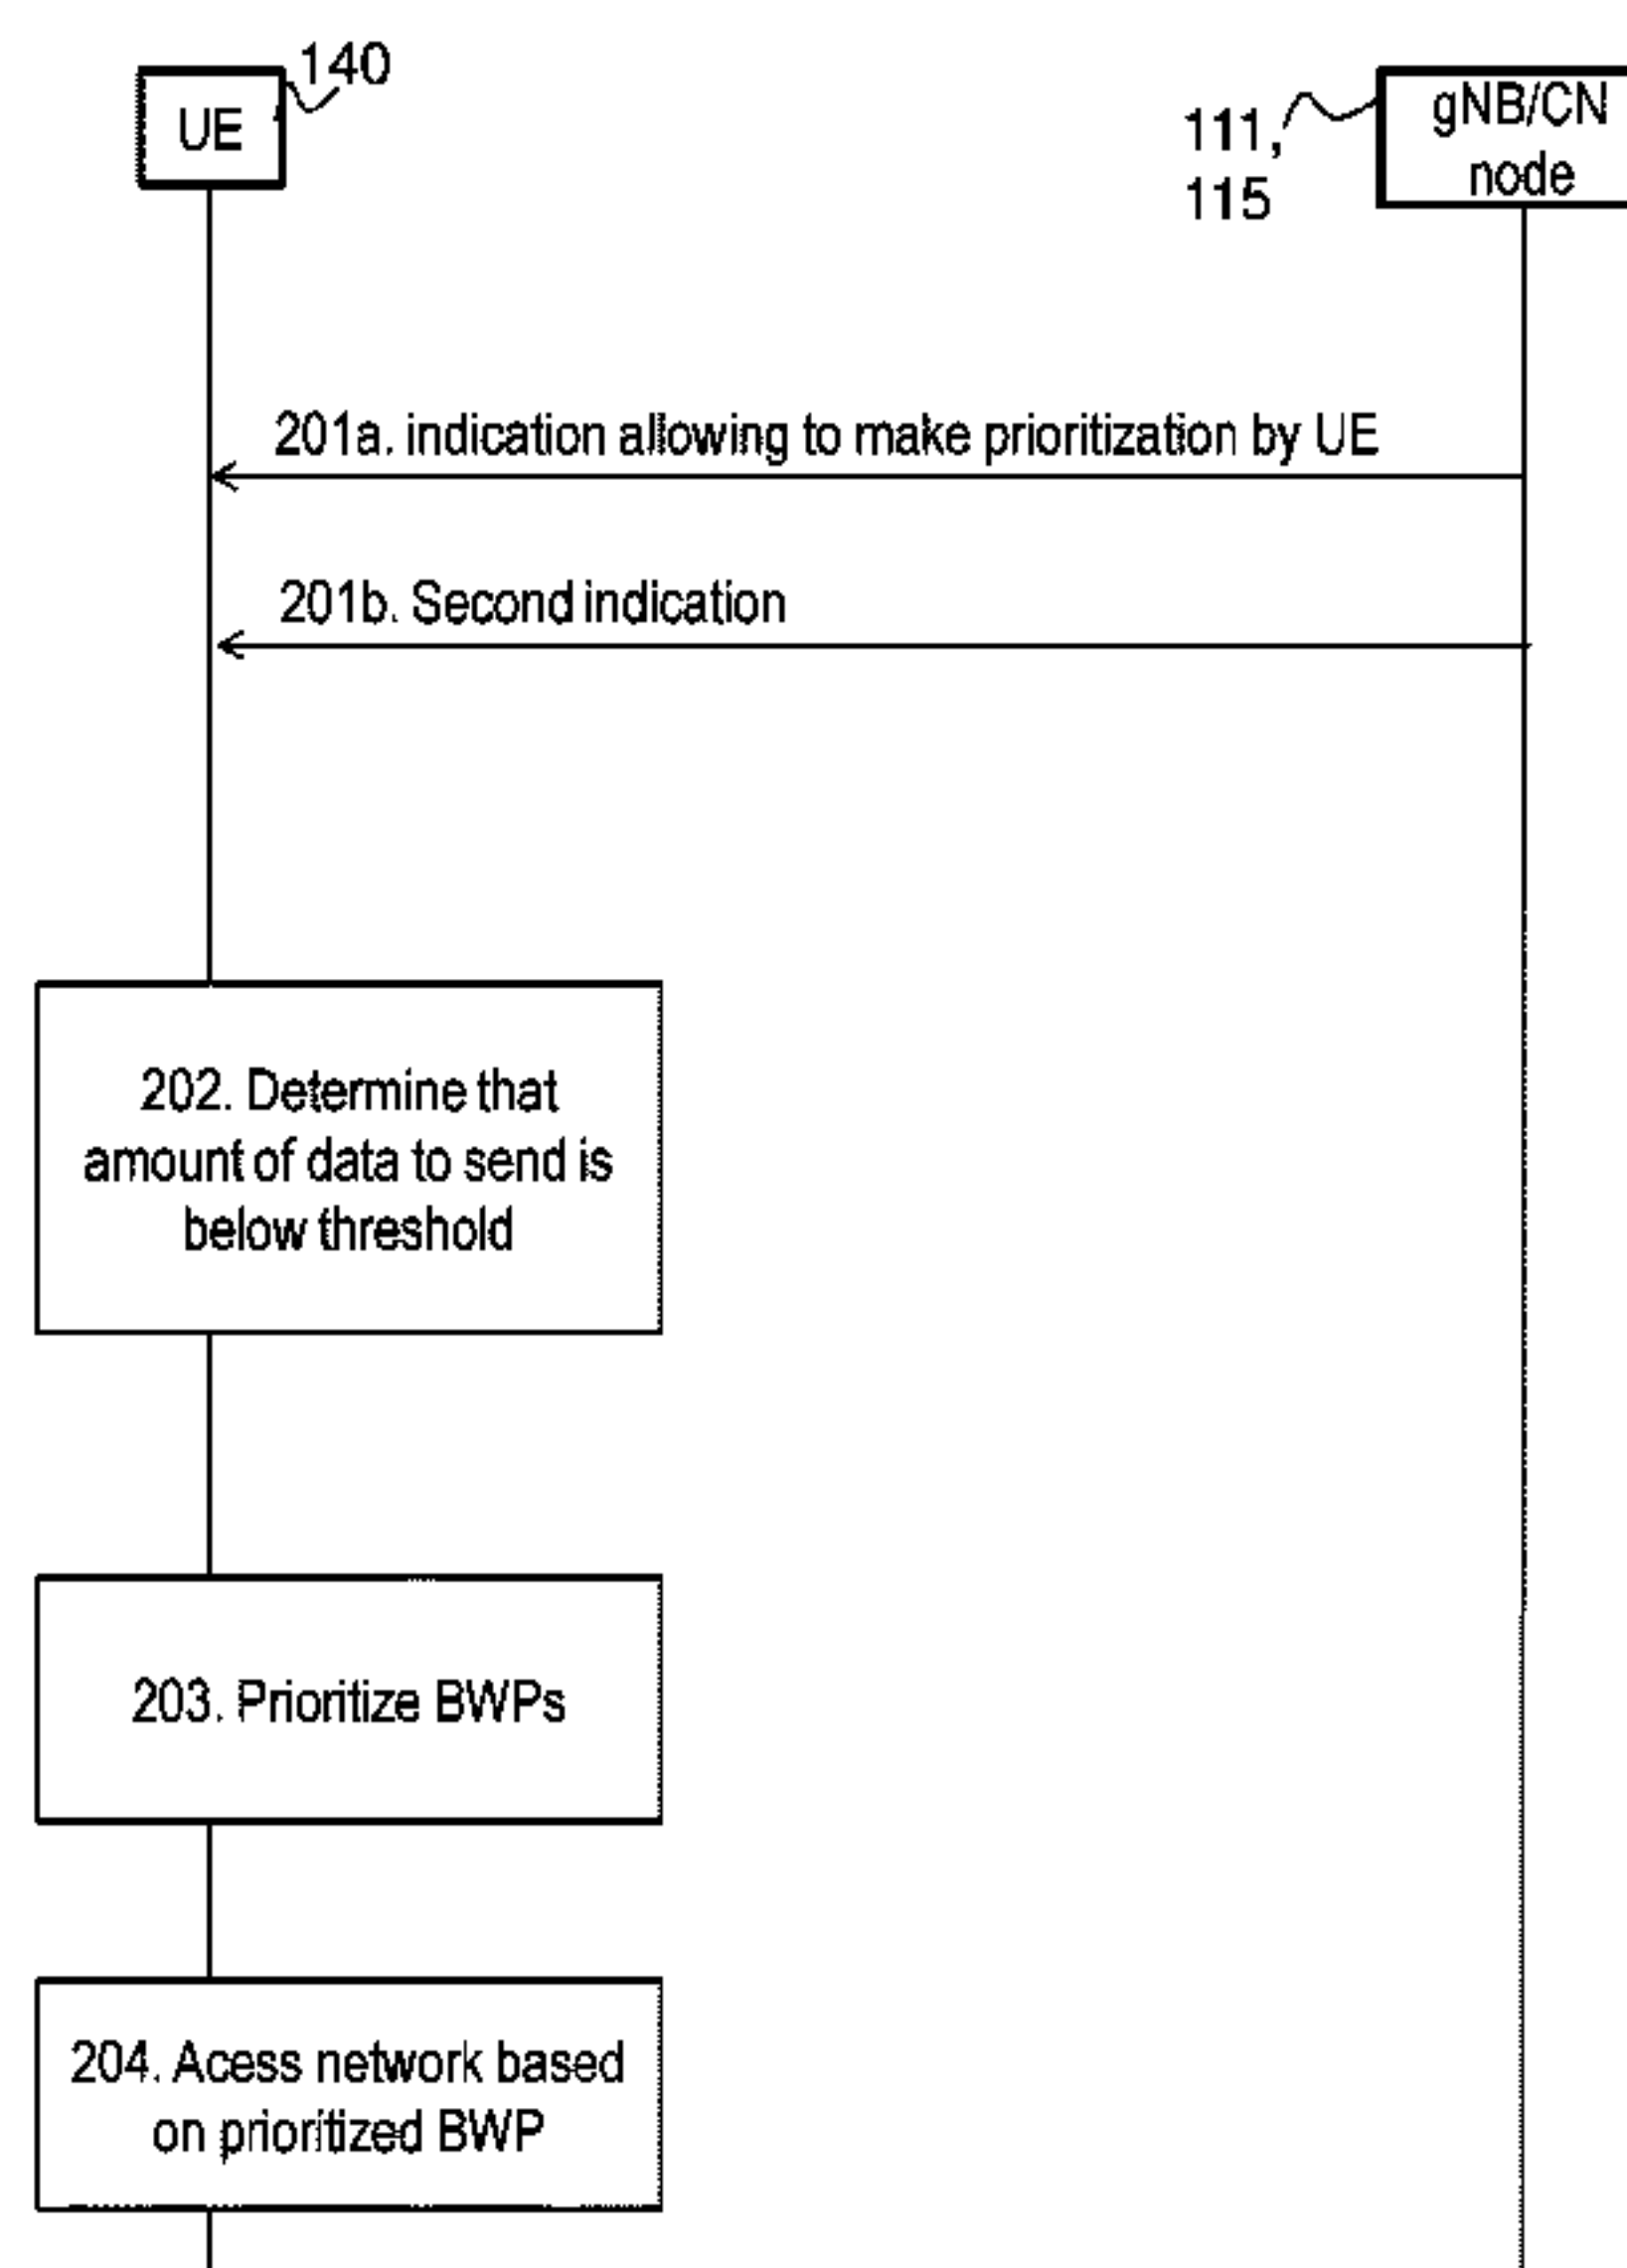 140
UE
gNB/CN
node
111,
115
201a. indication allowing to make prioritization by UE
201b. Second indication
202. Determine that
amount of data to send is
below threshold
203. Prioritize BWPs
204. Acess network based
on prioritized BWP